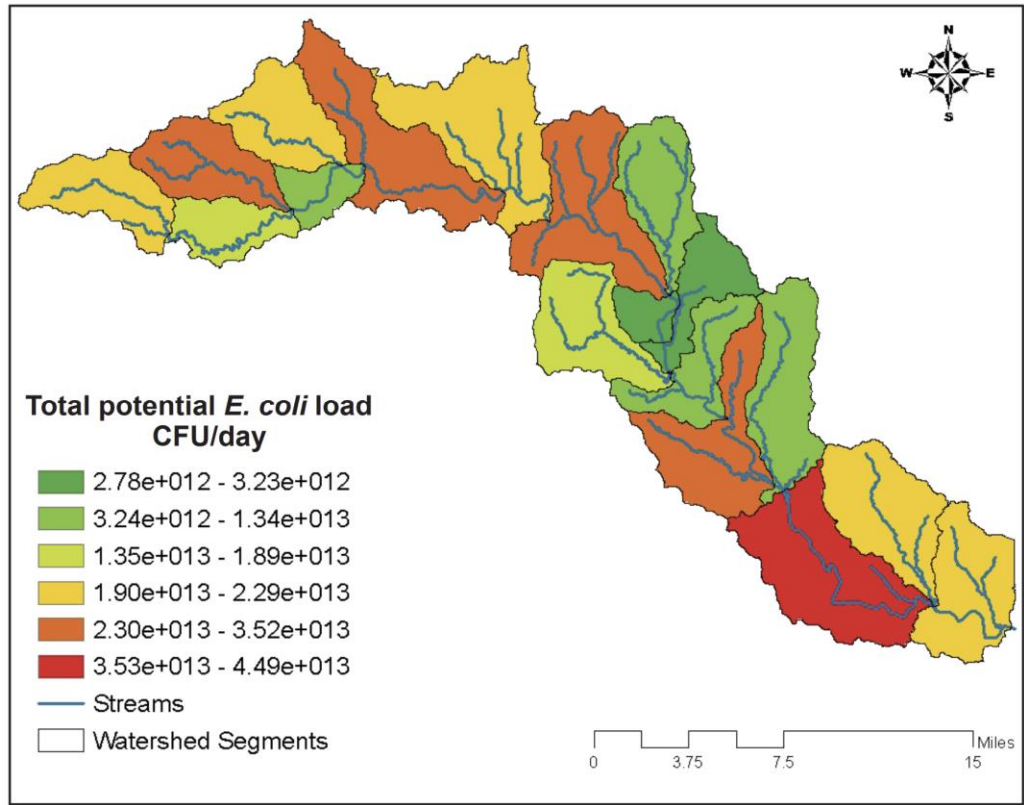 N
W E
S
Total potential E. coli load
CFU/day
2.78e+012 - 3.23e+012
3.24e+012 - 1.34e+013
1.35e+013 - 1.89e+013
1.90e+013 - 2.29e+013
2.30e+013 - 3.52e+013
3.53e+013 - 4.49e+013
Streams
Watershed Segments
Miles
0 3.75 7.5 15